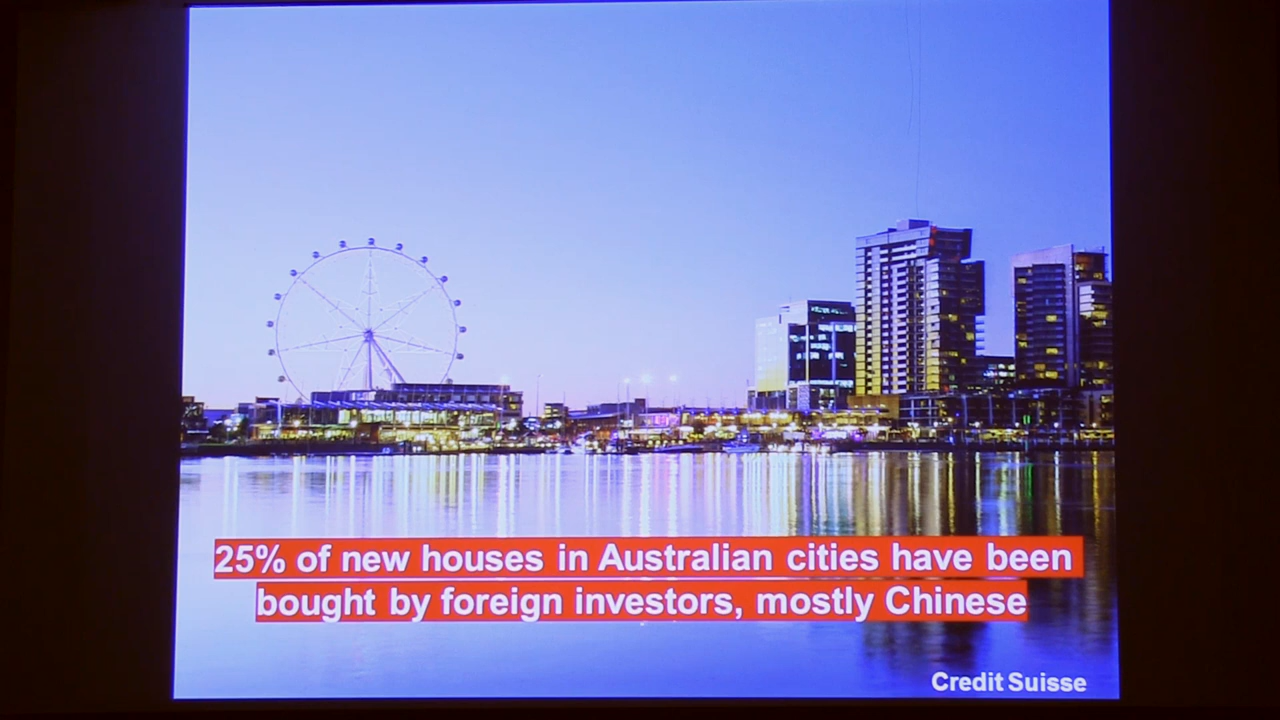 25% of new houses in Australian cities have been
bought by foreign investors, mostly Chinese
Credit Suisse